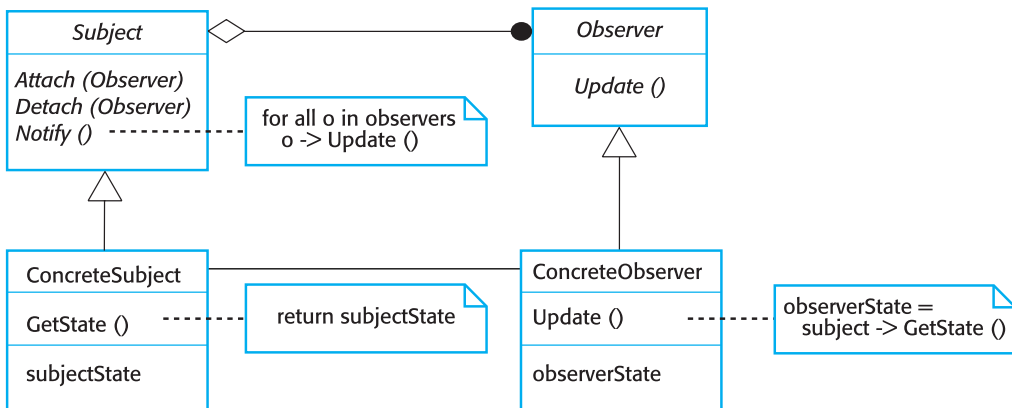 Subject
Attach (Observer)
Detach (Observer)
Notify ()
for all o in observers
o -> Update ()
Observer
Update ()
ConcreteSubject
GetState ()
subjectState
return subjectState
ConcreteObserver
Update ()
observerState
observerState =
subject -> GetState ()